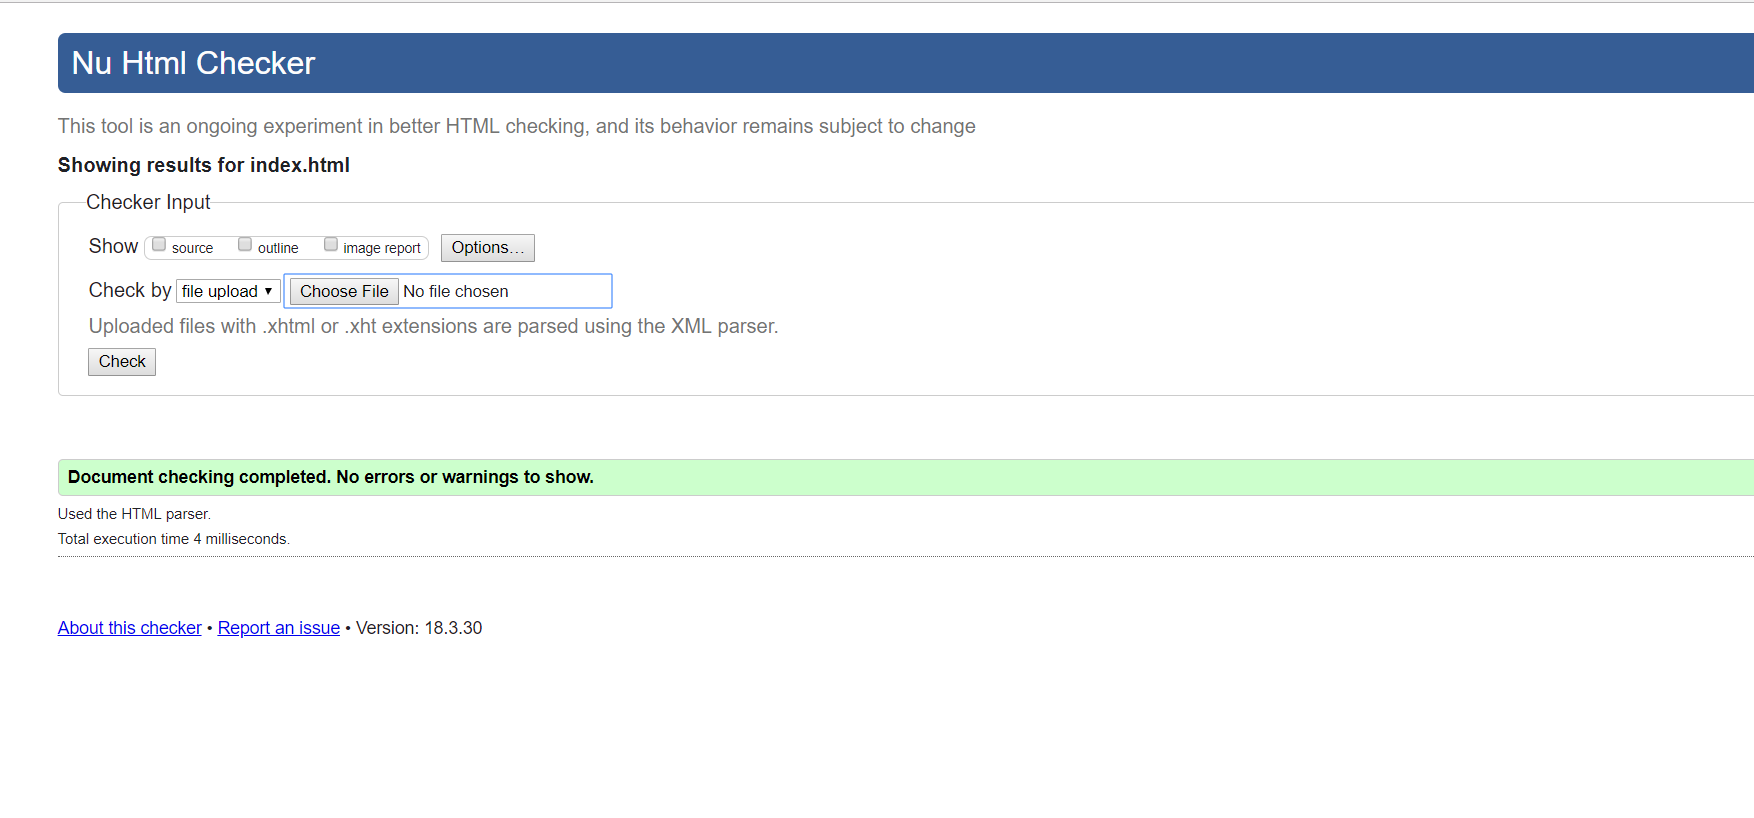 Nu Html Checker
This tool is an ongoing experiment in better HTML checking, and its behavior remains subject to change
Showing results for index.html
Checker Input
Show source outline image report Options...
Check by file upload ▼ Choose File No file chosen
Uploaded files with .xhtml or .xht extensions are parsed using the XML parser.
Check
Document checking completed. No errors or warnings to show.
Used the HTML parser.
Total execution time 4 milliseconds.
About this checker • Report an issue • Version: 18.3.30